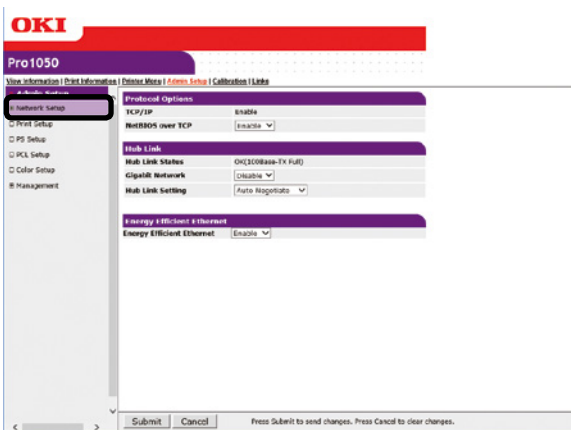 OKI
Pro1050
View Information | Print Information | Printer Menu | Admin Setup | Calibration | Links
Admin Setup
Network Setup
Print Setup
PS Setup
PCL Setup
Color Setup
Management
Protocol Options
TCP/IP Enable
NetBIOS over TCP Enable
Hub Link
Hub Link Status OK(100Base-TX Full)
Gigabit Network Disable
Hub Link Setting Auto Negotiate
Energy Efficient Ethernet
Energy Efficient Ethernet Enable
Submit Cancel Press Submit to send changes. Press Cancel to clear changes.